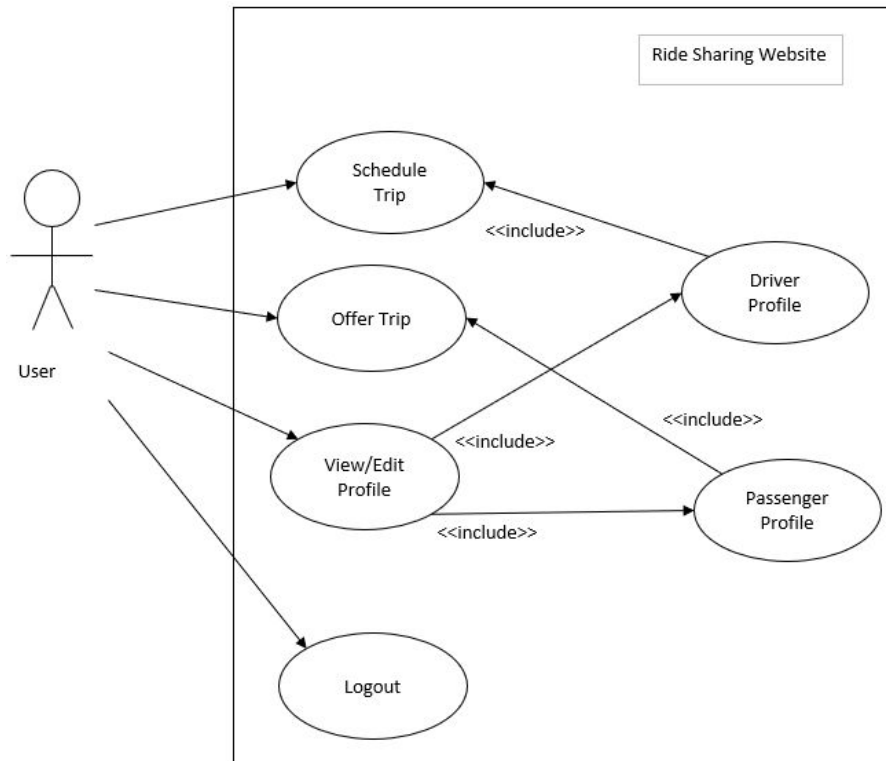 Ride Sharing Website
Schedule
Trip
<<include>>
Driver
Profile
Offer Trip
User
<<include>>
<<include>>
View/Edit
Profile
Passenger
Profile
<<include>>
Logout